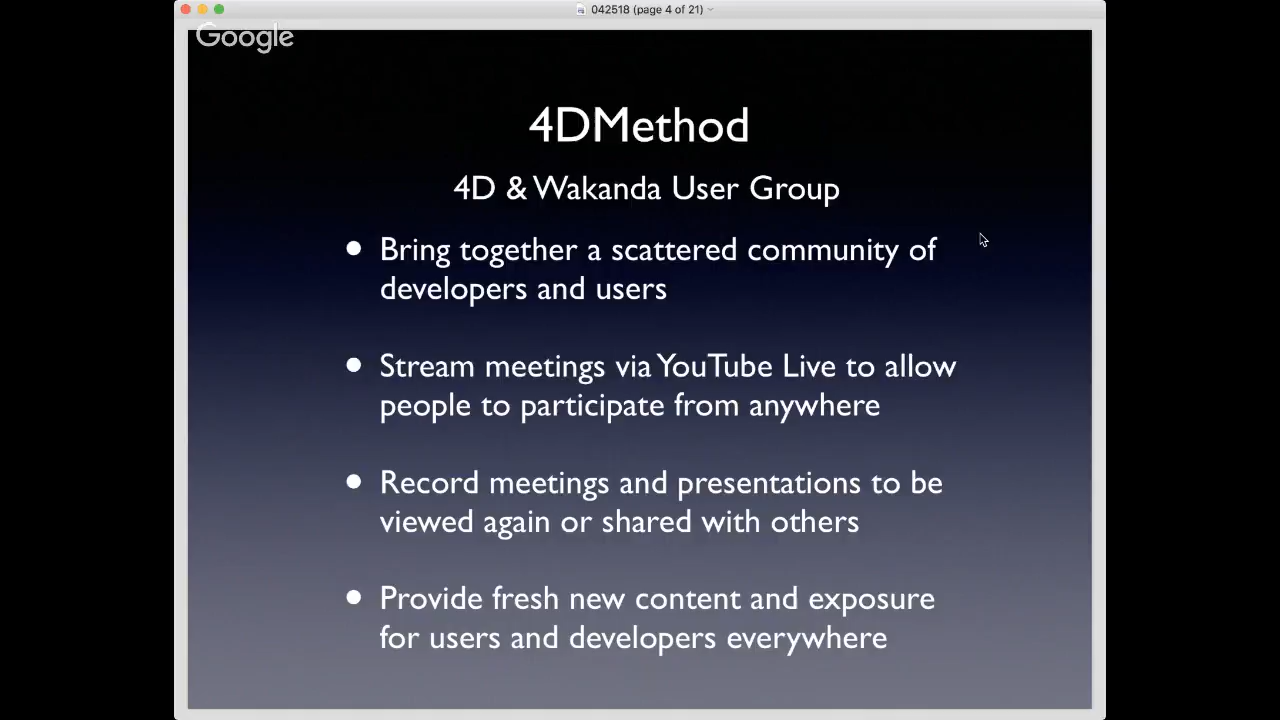 042518 (page 4 of 21)
Google
4DMethod
4D & Wakanda User Group
• Bring together a scattered community of
developers and users
• Stream meetings via YouTube Live to allow
people to participate from anywhere
• Record meetings and presentations to be
viewed again or shared with others
• Provide fresh new content and exposure
for users and developers everywhere